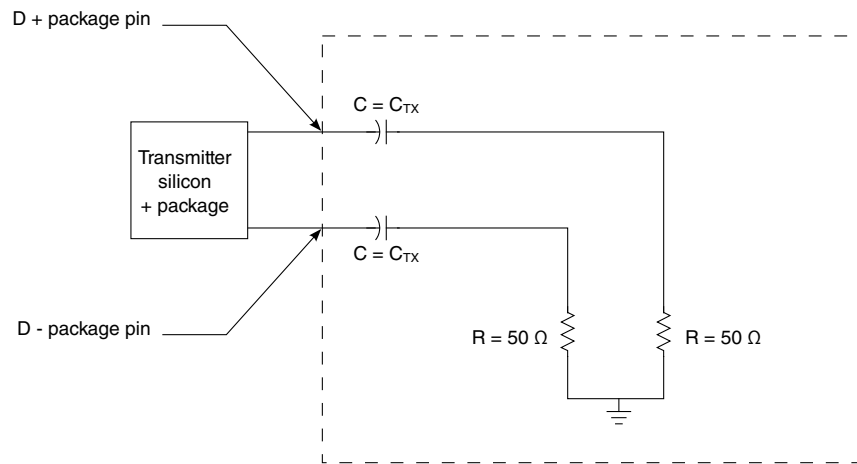 D + package pin
C = CTX
Transmitter
silicon
+ package
C = CTX
D - package pin
R = 50 Ω
R = 50 Ω